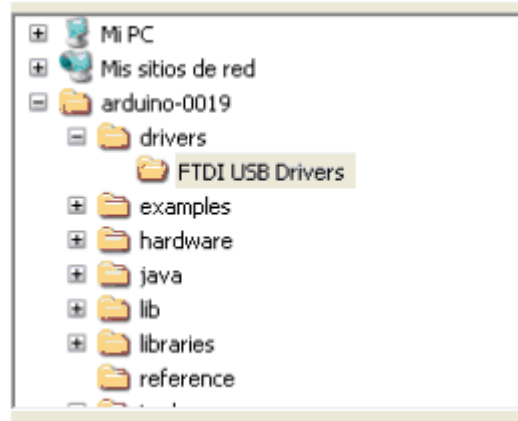 Mi PC
Mis sitios de red
arduino-0019
drivers
FTDI USB Drivers
examples
hardware
java
lib
libraries
reference